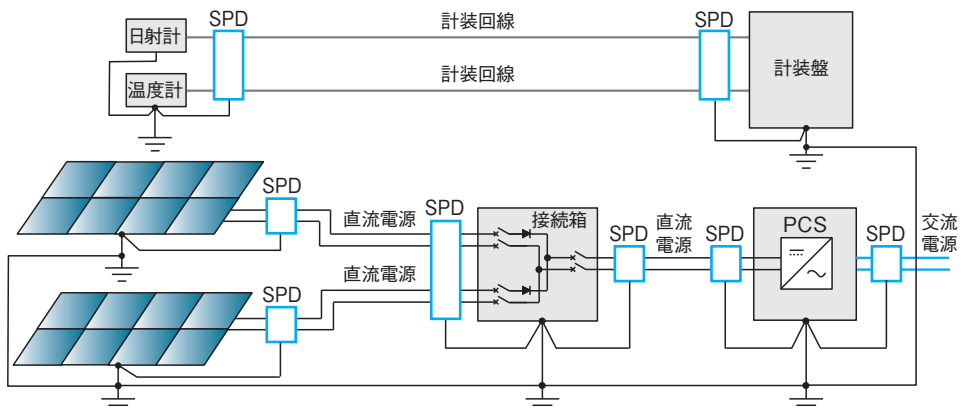 SPD
計装回線
SPD
日射計
計装盤
計装回線
温度計
SPD
直流電源
SPD
接続箱
直流
電源
PCS
交流
電源
SPD
SPD
SPD
直流電源
SPD